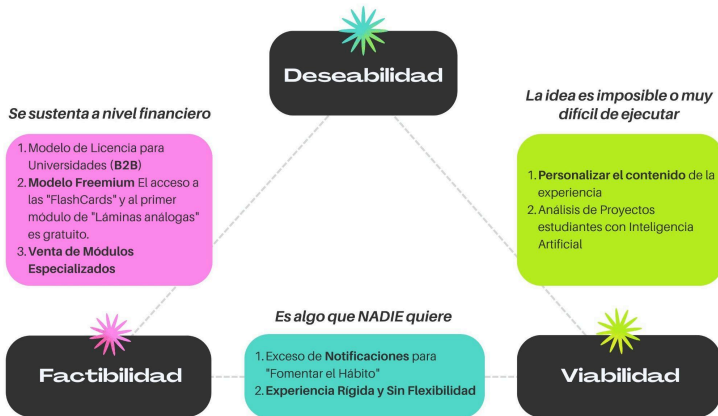 Deseabilidad
Se sustenta a nivel financiero
1. Modelo de Licencia para
Universidades (B2B)
2. Modelo Freemium El acceso a
las "FlashCards" y al primer
módulo de "Láminas análogas"
es gratuito.
3. Venta de Módulos
Especializados
La idea es imposible o muy
difícil de ejecutar
1. Personalizar el contenido de la
experiencia
2. Análisis de Proyectos
estudiantes con Inteligencia
Artificial
Factibilidad
Es algo que NADIE quiere
1. Exceso de Notificaciones para
"Fomentar el Hábito"
2. Experiencia Rígida y Sin Flexibilidad
Viabilidad